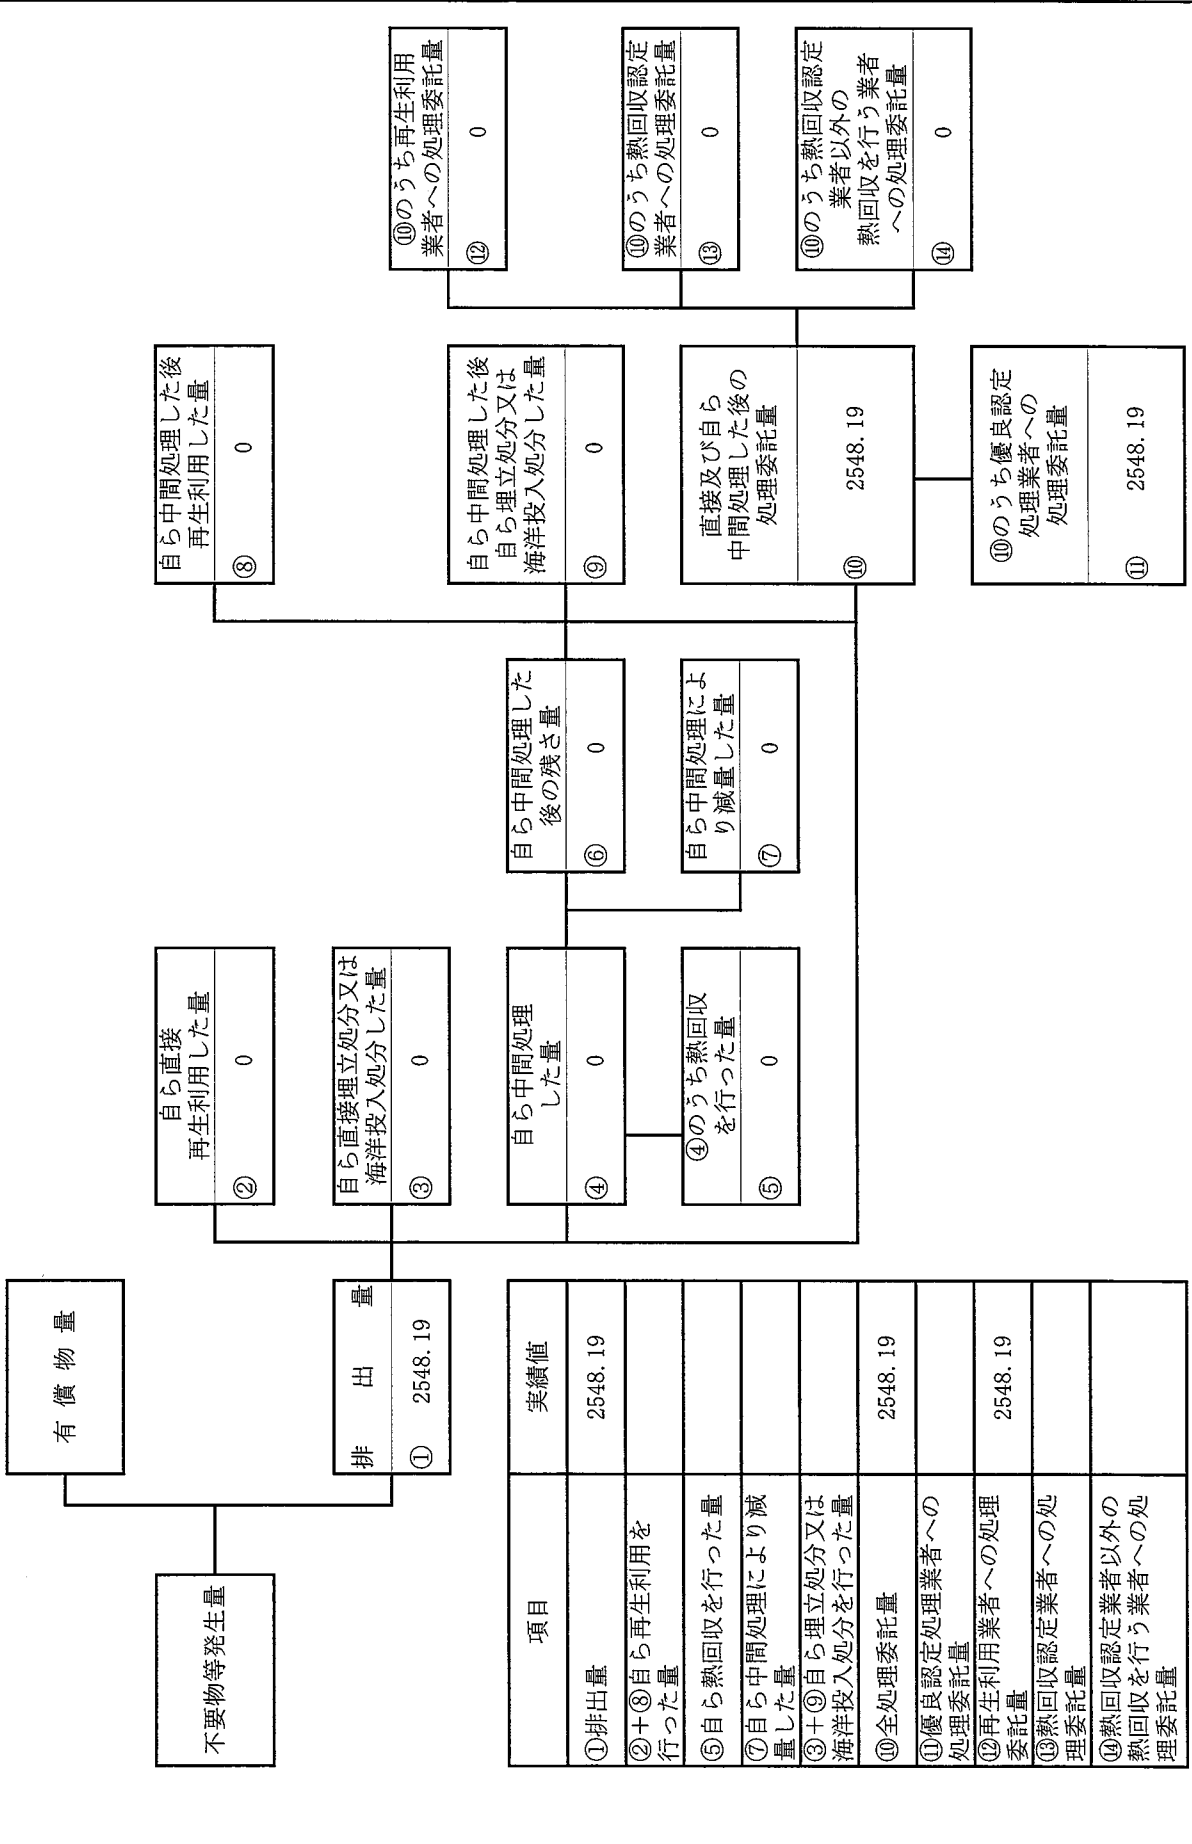 不要物等発生量
有償物量
排出量
① 2548.19
自ら直接
再生利用した量
② 0
自ら直接埋立処分又は
海洋投入処分した量
③ 0
自ら中間処理
した量
④ 0
④のうち熱回収
を行った量
⑤ 0
自ら中間処理した
後の残さ量
⑥ 0
自ら中間処理によ
り減量した量
⑦ 0
自ら中間処理した後
再生利用した量
⑧ 0
自ら中間処理した後
自ら埋立処分又は
海洋投入処分した量
⑨ 0
直接及び自ら
中間処理した後の
処理委託量
⑩ 2548.19
⑩のうち優良認定
処理業者への
処理委託量
⑪ 2548.19
⑩のうち再生利用
業者への処理委託量
⑫ 0
⑩のうち熱回収認定
業者への処理委託量
⑬ 0
⑩のうち熱回収認定
業者以外の
熱回収を行う業者
への処理委託量
⑭ 0
項目 実績値
①排出量 2548.19
②+⑧自ら再生利用を
行った量
⑤自ら熱回収を行った量
⑦自ら中間処理により減
量した量
③+⑨自ら埋立処分又は
海洋投入処分を行った量
⑩全処理委託量 2548.19
⑪優良認定処理業者への
処理委託量
⑫再生利用業者への処理
委託量 2548.19
⑬熱回収認定業者への処
理委託量
⑭熱回収認定業者以外の
熱回収を行う業者への処
理委託量